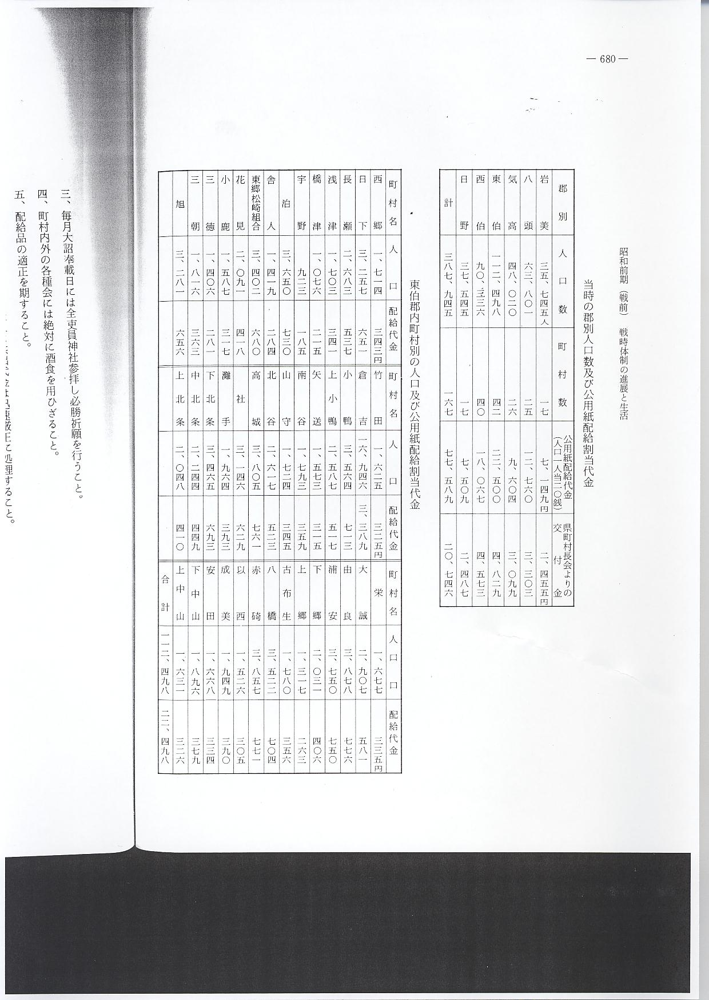 — 680 —
昭和前期（戦前）　戦時体制の進展と生活
当時の郡別人口数及び公用紙配給割当代金
郡別　人口数　町村数　公用紙配給代金（人口一人当二〇銭）　県町村長会よりの交付金
岩美　三五、七四五人　一七　七、一四九円　二、四五五円
八頭　六三、八〇一　二五　一二、七六〇　三、三〇三
気高　四八、〇二〇　二六　九、六〇四　三、〇九九
東伯　一一二、四九八　四二　二二、五〇〇　四、八二九
西伯　九〇、三三六　四〇　一八、〇六七　四、五七三
日野　三七、五四五　一七　七、五〇九　二、四八七
計　三八七、九四五　一六七　七七、五八九　二〇、七四六
東伯郡内町村別の人口及び公用紙配給割当代金
町村名　人口　配給代金　町村名　人口　配給代金　町村名　人口　配給代金
西郷　一、七一四　三四三円　竹田　一、六二五　三二五円　栄　一、六七七　三三五円
日下　三、二五七　六五一　倉吉　一六、九四六　三、三八九　大誠　二、九〇七　五八一
長瀬　二、六八三　五三七　小鴨　三、五六四　七一三　由良　三、八七八　七七六
浅津　一、七〇三　三四一　上小鴨　二、五八七　五一七　浦安　三、七五〇　七五〇
橋津　一、〇七六　二一五　矢送　一、五七三　三一五　下郷　二、〇三一　四〇六
宇野　九二三　一八五　南谷　一、七九三　三五九　上郷　一、三一七　二六三
泊　三、六五〇　七三〇　山守　一、七二四　三四五　古布生　一、七八〇　三五六
舎人　一、四一九　二八四　北谷　二、六一七　五二三　八橋　三、五二二　七〇四
東郷松崎組合　三、四〇二　六八〇　高城　三、八〇五　七六一　赤碕　三、八五七　七七一
花見　二、〇九一　四一八　社　三、一四六　六二九　以西　一、五二六　三〇五
小鹿　一、五八七　三一七　灘手　一、九六四　三九三　成美　一、九四九　三九〇
三徳　一、四〇六　二八一　下北条　三、四六五　六九三　安田　一、六六八　三三四
三朝　一、八一六　三六三　中北条　二、二四四　四四九　下中山　一、八九六　三七九
旭　三、二八一　六五六　上北条　二、〇四八　四一〇　上中山　一、六三一　三二六
合計　一一二、四九八　二二、四九八
三、毎月大詔奉載日には全吏員神社参拝し必勝祈願を行うこと。
四、町村内外の各種会には絶対に酒食を用ひざること。
五、配給品の適正を期すること。
は迅速厳正に処理すること。